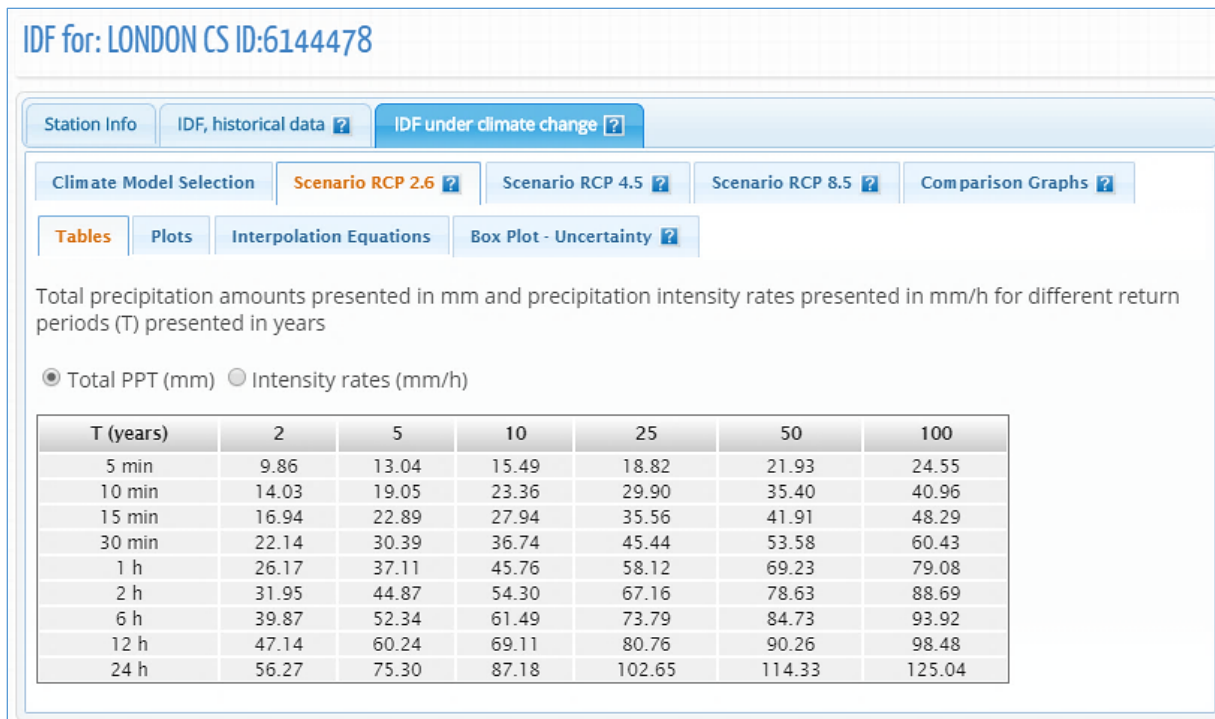 IDF for: LONDON CS ID:6144478
Station Info IDF, historical data ? IDF under climate change ?
Climate Model Selection Scenario RCP 2.6 ? Scenario RCP 4.5 ? Scenario RCP 8.5 ? Comparison Graphs ?
Tables Plots Interpolation Equations Box Plot - Uncertainty ?
Total precipitation amounts presented in mm and precipitation intensity rates presented in mm/h for different return
periods (T) presented in years
Total PPT (mm) Intensity rates (mm/h)
T (years) 2 5 10 25 50 100
5 min 9.86 13.04 15.49 18.82 21.93 24.55
10 min 14.03 19.05 23.36 29.90 35.40 40.96
15 min 16.94 22.89 27.94 35.56 41.91 48.29
30 min 22.14 30.39 36.74 45.44 53.58 60.43
1 h 26.17 37.11 45.76 58.12 69.23 79.08
2 h 31.95 44.87 54.30 67.16 78.63 88.69
6 h 39.87 52.34 61.49 73.79 84.73 93.92
12 h 47.14 60.24 69.11 80.76 90.26 98.48
24 h 56.27 75.30 87.18 102.65 114.33 125.04